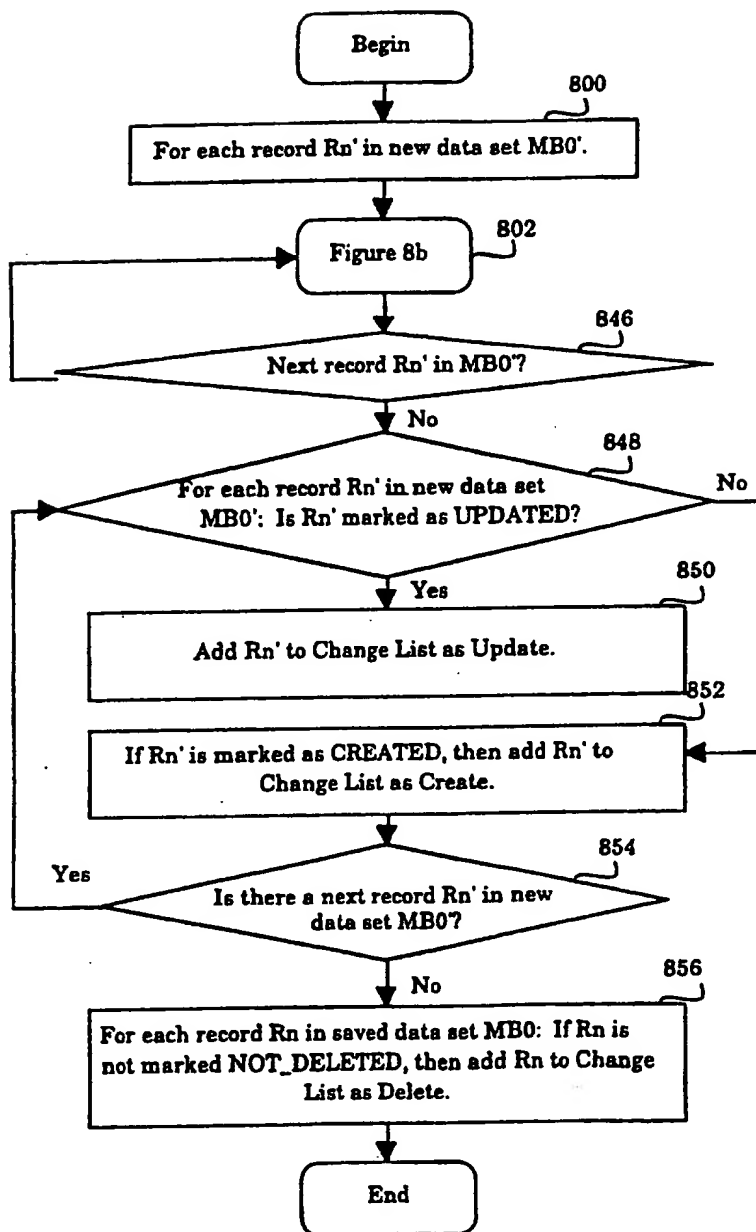 Begin
800
For each record Rn' in new data set MB0'.
Figure 8b
802
846
Next record Rn' in MB0'?
No
848
For each record Rn' in new data set
MB0': Is Rn' marked as UPDATED?
No
Yes
850
Add Rn' to Change List as Update.
852
If Rn' is marked as CREATED, then add Rn' to
Change List as Create.
854
Yes
Is there a next record Rn' in new
data set MB0'?
No
856
For each record Rn in saved data set MB0: If Rn is
not marked NOT_DELETED, then add Rn to Change
List as Delete.
End